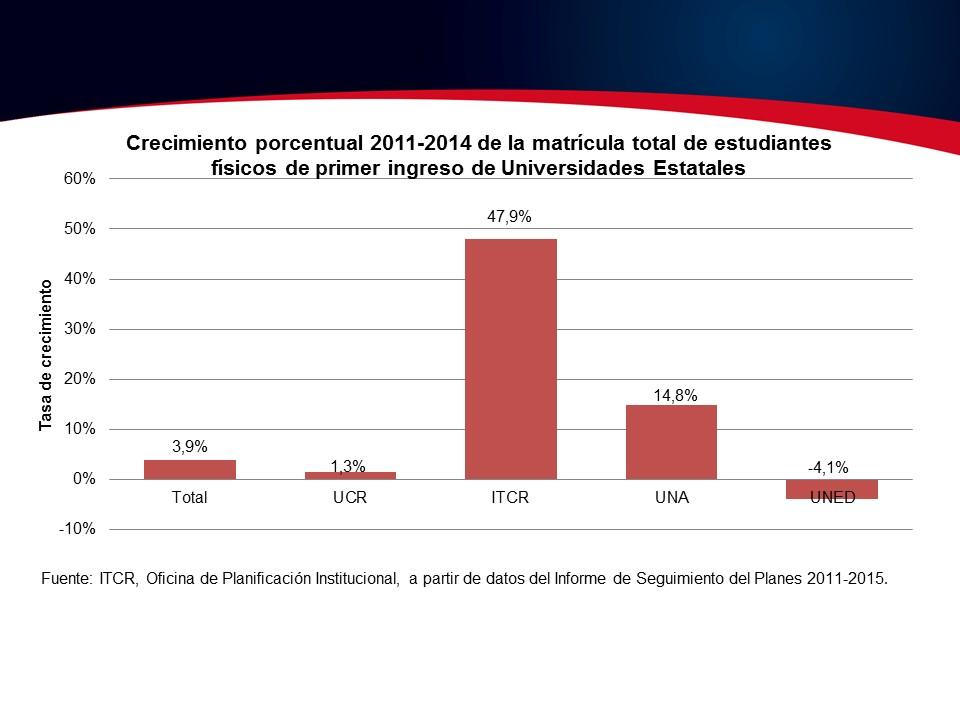 Crecimiento porcentual 2011-2014 de la matrícula total de estudiantes
físicos de primer ingreso de Universidades Estatales
Tasa de crecimiento
60%
50%
40%
30%
20%
10%
0%
-10%
3,9%
1,3%
47,9%
14,8%
-4,1%
Total
UCR
ITCR
UNA
UNED
Fuente: ITCR, Oficina de Planificación Institucional, a partir de datos del Informe de Seguimiento del Planes 2011-2015.